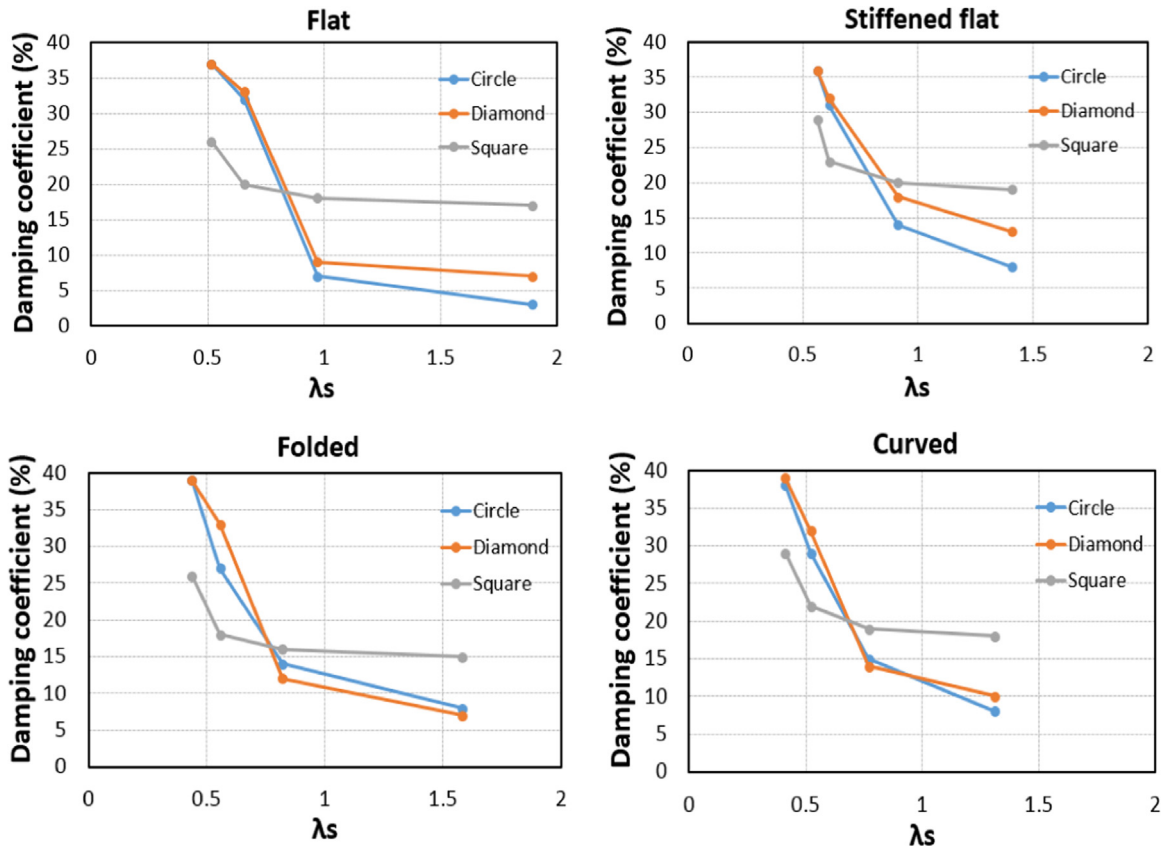 Flat
Damping coefficient (%)
40
35
30
25
20
15
10
5
0
Circle
Diamond
Square
0 0.5 1 1.5 2
λs
Stiffened flat
Damping coefficient (%)
40
35
30
25
20
15
10
5
0
Circle
Diamond
Square
0 0.5 1 1.5 2
λs
Folded
Damping coefficient (%)
40
35
30
25
20
15
10
5
0
Circle
Diamond
Square
0 0.5 1 1.5 2
λs
Curved
Damping coefficient (%)
40
35
30
25
20
15
10
5
0
Circle
Diamond
Square
0 0.5 1 1.5 2
λs